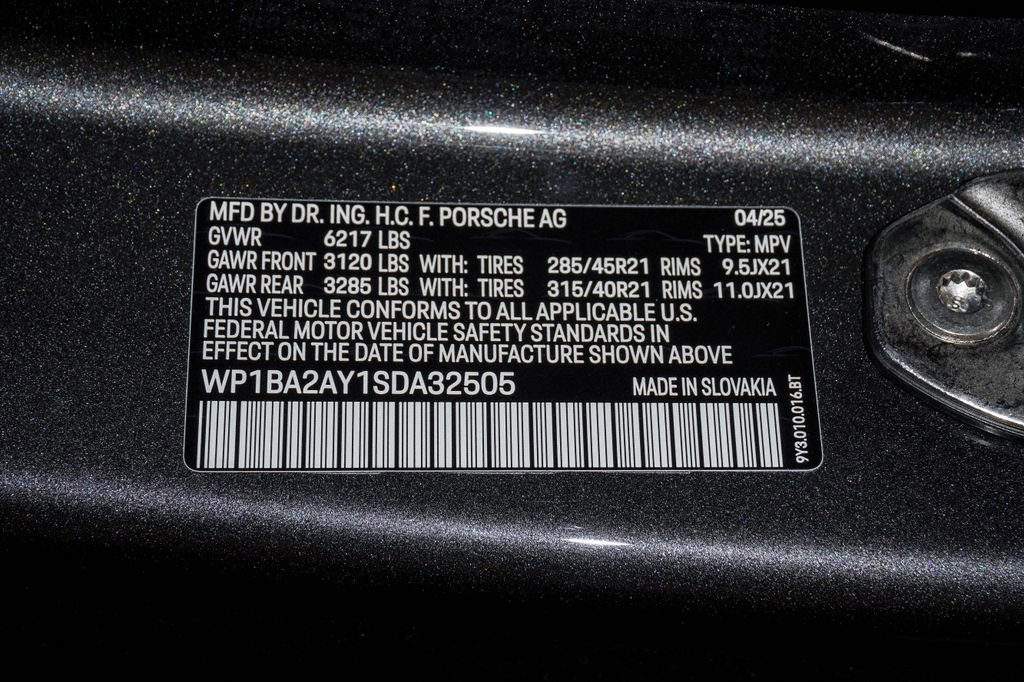 MFD BY DR. ING. H.C. F. PORSCHE AG 04/25
GVWR 6217 LBS TYPE: MPV
GAWR FRONT 3120 LBS WITH: TIRES 285/45R21 RIMS 9.5JX21
GAWR REAR 3285 LBS WITH: TIRES 315/40R21 RIMS 11.0JX21
THIS VEHICLE CONFORMS TO ALL APPLICABLE U.S.
FEDERAL MOTOR VEHICLE SAFETY STANDARDS IN
EFFECT ON THE DATE OF MANUFACTURE SHOWN ABOVE
WP1BA2AY1SDA32505 MADE IN SLOVAKIA
9Y3.010.016.BT